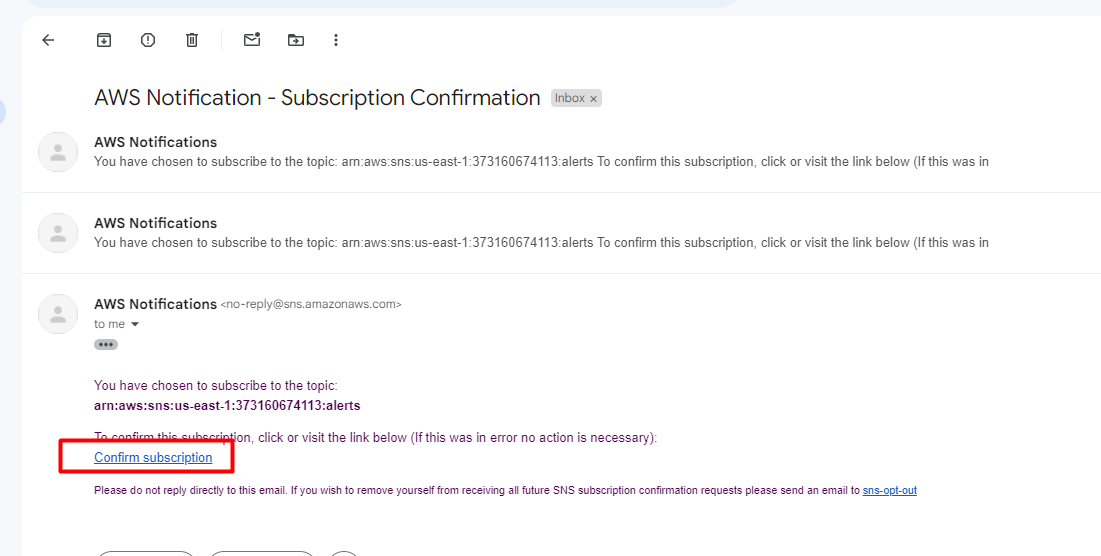 AWS Notification - Subscription Confirmation Inbox ×
AWS Notifications
You have chosen to subscribe to the topic: arn:aws:sns:us-east-1:373160674113:alerts To confirm this subscription, click or visit the link below (If this was in
AWS Notifications
You have chosen to subscribe to the topic: arn:aws:sns:us-east-1:373160674113:alerts To confirm this subscription, click or visit the link below (If this was in
AWS Notifications <no-reply@sns.amazonaws.com>
to me
You have chosen to subscribe to the topic:
arn:aws:sns:us-east-1:373160674113:alerts
To confirm this subscription, click or visit the link below (If this was in error no action is necessary):
Confirm subscription
Please do not reply directly to this email. If you wish to remove yourself from receiving all future SNS subscription confirmation requests please send an email to sns-opt-out